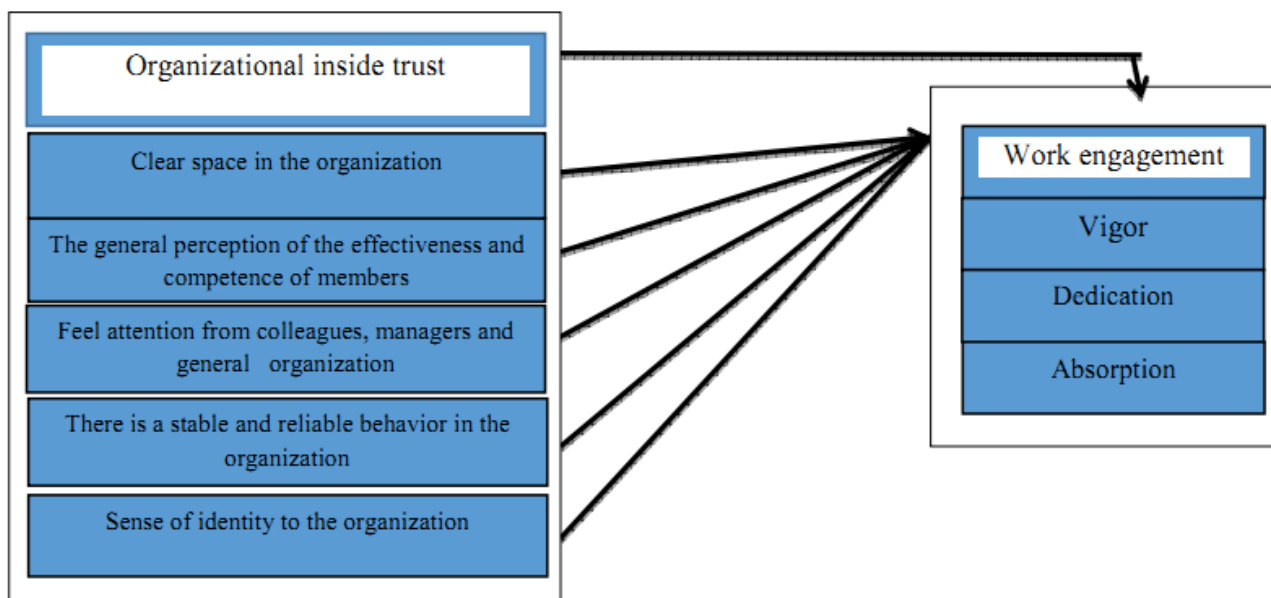 Organizational inside trust
Clear space in the organization
The general perception of the effectiveness and
competence of members
Feel attention from colleagues, managers and
general organization
There is a stable and reliable behavior in the
organization
Sense of identity to the organization
Work engagement
Vigor
Dedication
Absorption